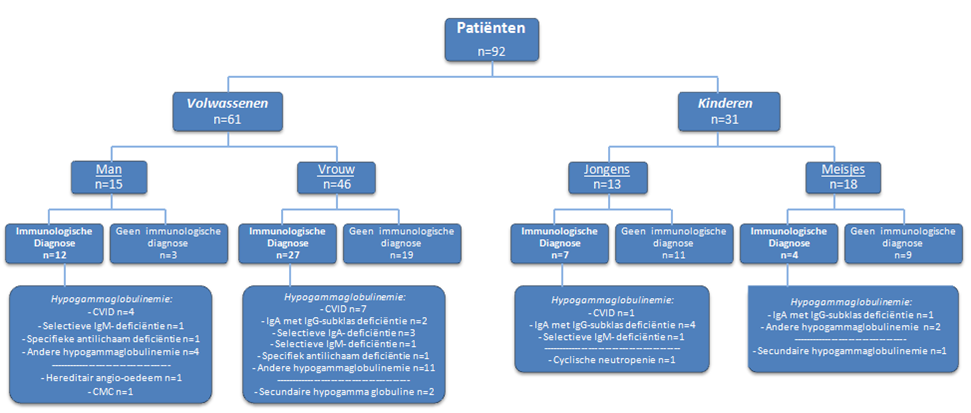 Patiënten
n=92
Volwassenen
n=61
Kinderen
n=31
Man
n=15
Vrouw
n=46
Jongens
n=13
Meisjes
n=18
Immunologische
Diagnose
n=12
Geen immunologische
diagnose
n=3
Immunologische
Diagnose
n=27
Geen immunologische
diagnose
n=19
Immunologische
Diagnose
n=7
Geen immunologische
diagnose
n=11
Immunologische
Diagnose
n=4
Geen immunologische
diagnose
n=9
Hypogammaglobulinemie:
- CVID n=4
- Selectieve IgM- deficiëntie n=1
- Specifieke antilichaam deficiëntie n=1
- Andere hypogammaglobulinemie n=4
--------------------------------
- Hereditair angio-oedeem n=1
- CMC n=1
Hypogammaglobulinemie:
- CVID n=7
- IgA met IgG-subklas deficiëntie n=2
- Selectieve IgA- deficiëntie n=3
- Selectieve IgM- deficiëntie n=1
- Specifiek antilichaam deficiëntie n=1
- Andere hypogammaglobulinemie n=11
------------------------------------
- Secundaire hypogamma globuline n=2
Hypogammaglobulinemie:
- CVID n=1
- IgA met IgG-subklas deficiëntie n=4
- Selectieve IgM- deficiëntie n=1
------------------------------------
- Cyclische neutropenie n=1
Hypogammaglobulinemie:
- IgA met IgG-subklas deficiëntie n=1
- Andere hypogammaglobulinemie n=2
--------------------------------
- Secundaire hypogammaglobulinemie n=1